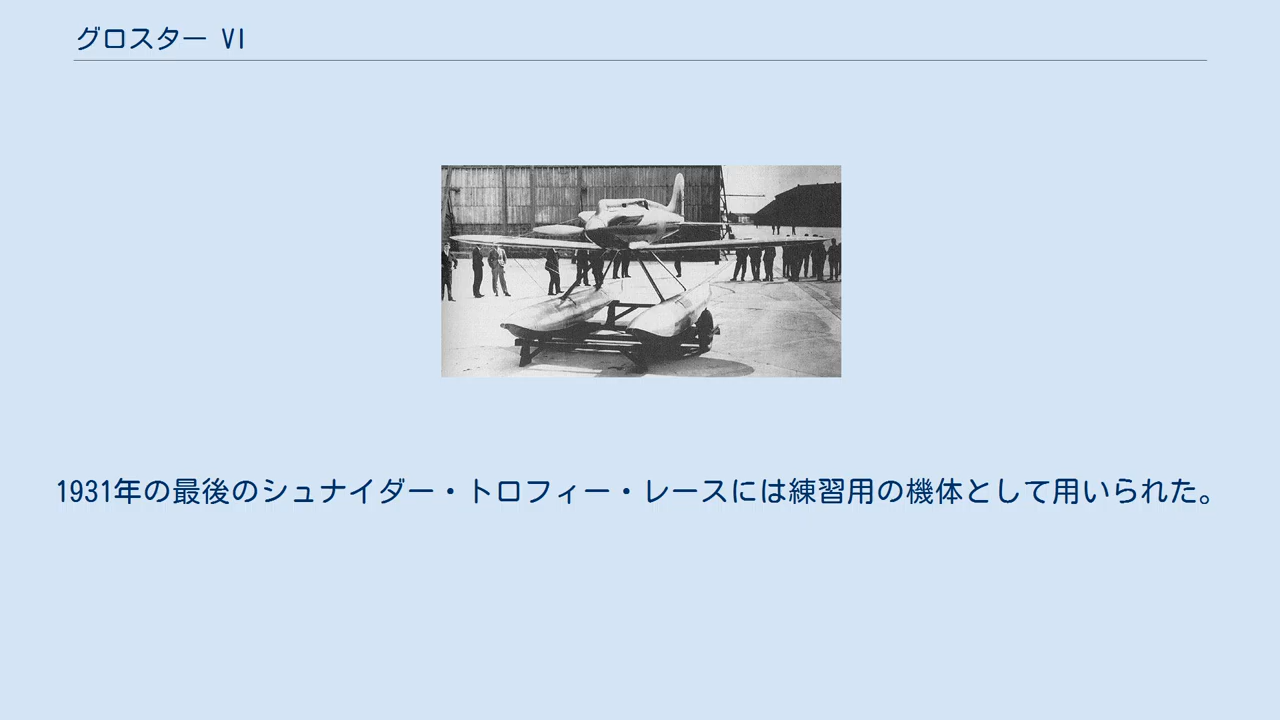 グロスター VI
1931年の最後のシュナイダー・トロフィー・レースには練習用の機体として用いられた。